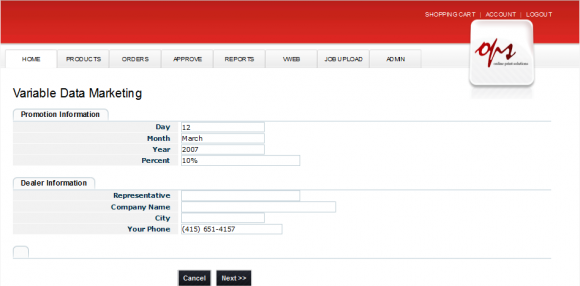 SHOPPING CART | ACCOUNT | LOGOUT
ops
online print solutions
HOME PRODUCTS ORDERS APPROVE REPORTS VWEB JOB UPLOAD ADMIN
Variable Data Marketing
Promotion Information
Day 12
Month March
Year 2007
Percent 10%
Dealer Information
Representative
Company Name
City
Your Phone (415) 651-4157
Cancel Next >>